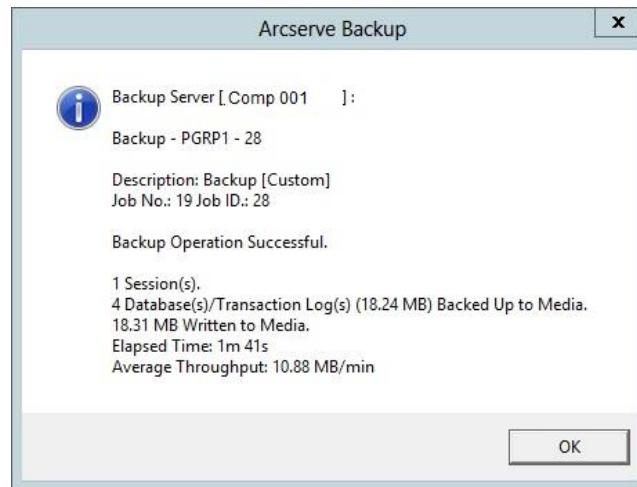 Arcserve Backup
x
Backup Server [ Comp 001 ] :
Backup - PGRP1 - 28
Description: Backup [Custom]
Job No.: 19 Job ID.: 28
Backup Operation Successful.
1 Session(s).
4 Database(s)/Transaction Log(s) (18.24 MB) Backed Up to Media.
18.31 MB Written to Media.
Elapsed Time: 1m 41s
Average Throughput: 10.88 MB/min
OK